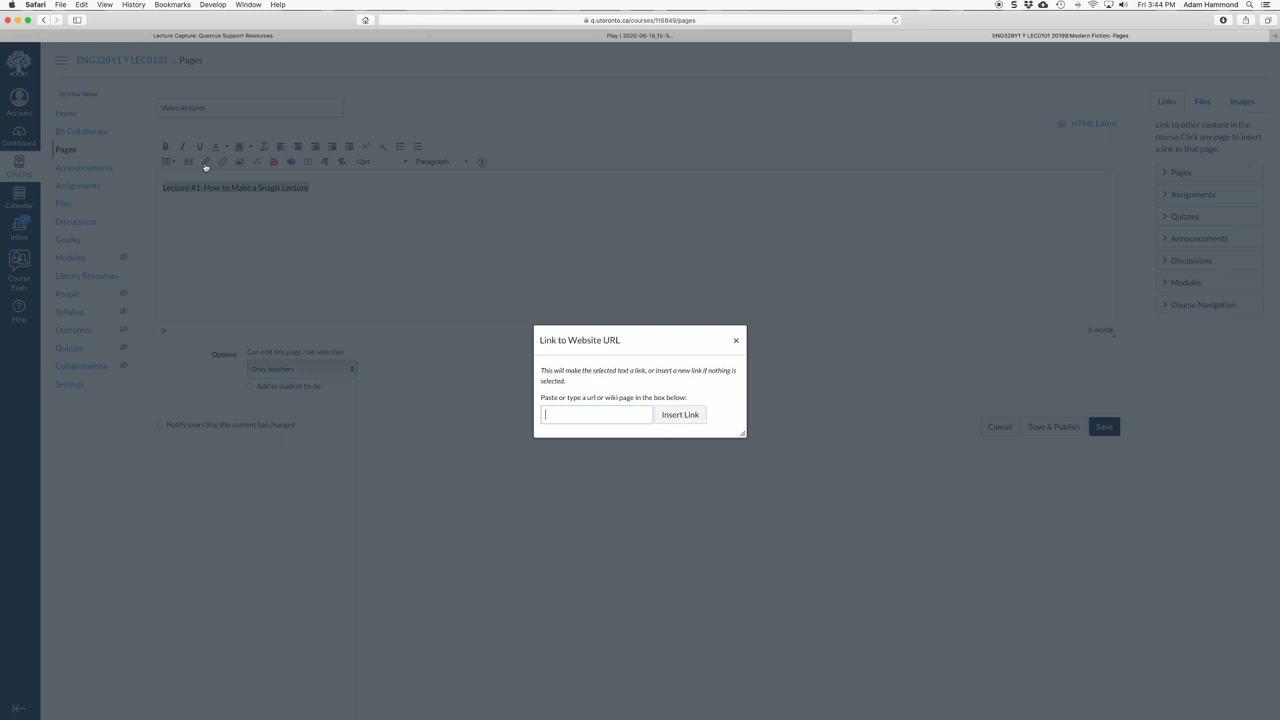 Safari File Edit View History Bookmarks Develop Window Help
Fri 3:44 PM Adam Hammond
q.utoronto.ca/courses/116849/pages
Lecture Capture: Quercus Support Resources
Play | 2020-06-19_15-3...
ENG328Y1 Y LEC0101 20199:Modern Fiction: Pages
ENG328Y1 Y LEC0101 › Pages
Account
Dashboard
Courses
Calendar
Inbox
Course Evals
Help
2019 Fall-Winter
Home
Bb Collaborate
Pages
Announcements
Assignments
Files
Discussions
Grades
Modules
Library Resources
People
Syllabus
Outcomes
Quizzes
Collaborations
Settings
Video lectures
HTML Editor
12pt
Paragraph
Lecture #1: How to Make a SnagIt Lecture
p
8 words
Options
Can edit this page role selection
Only teachers
Add to student to-do
Notify users that this content has changed
Cancel
Save & Publish
Save
Link to Website URL
This will make the selected text a link, or insert a new link if nothing is
selected.
Paste or type a url or wiki page in the box below:
Insert Link
Links Files Images
Link to other content in the
course.Click any page to insert
a link to that page.
Pages
Assignments
Quizzes
Announcements
Discussions
Modules
Course Navigation